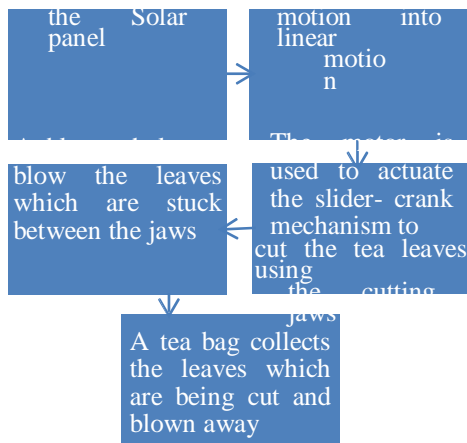 the Solar
panel
motion into
linear
motio
n
The motor is
used to actuate
the slider- crank
mechanism to
cut the tea leaves
using
the cutting
jaws
blow the leaves
which are stuck
between the jaws
A tea bag collects
the leaves which
are being cut and
blown away